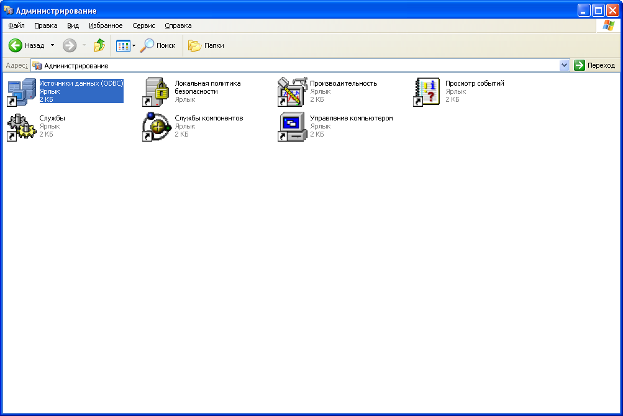 Администрирование
Файл Правка Вид Избранное Сервис Справка
Назад Поиск Папки
Адрес: Администрирование Переход
Источники данных (ODBC)
Ярлык
2 КБ
Локальная политика
безопасности
Ярлык
Производительность
Ярлык
2 КБ
Просмотр событий
Ярлык
2 КБ
Службы
Ярлык
2 КБ
Службы компонентов
Ярлык
2 КБ
Управление компьютером
Ярлык
2 КБ